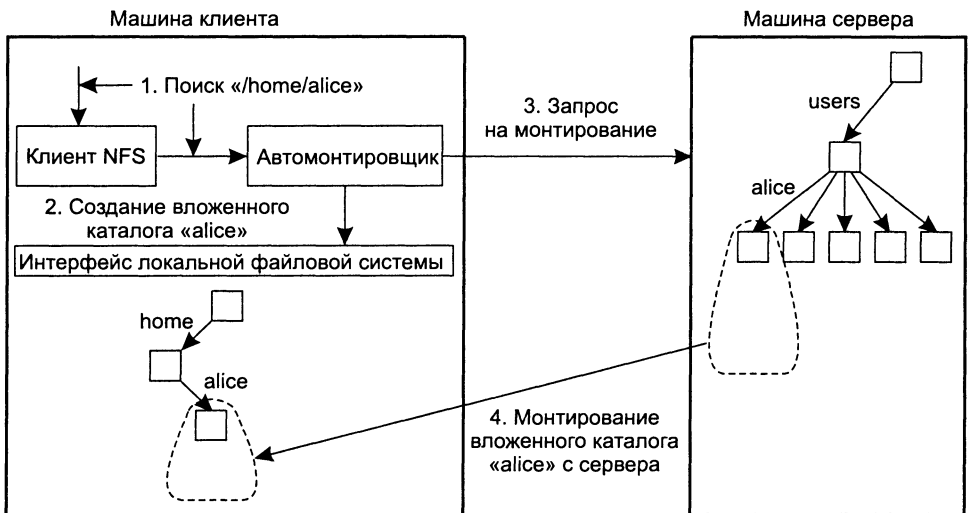 Машина клиента
Машина сервера
1. Поиск «/home/alice»
3. Запрос
на монтирование
users
Клиент NFS
Автомонтировщик
alice
2. Создание вложенного
каталога «alice»
Интерфейс локальной файловой системы
home
alice
4. Монтирование
вложенного каталога
«alice» с сервера